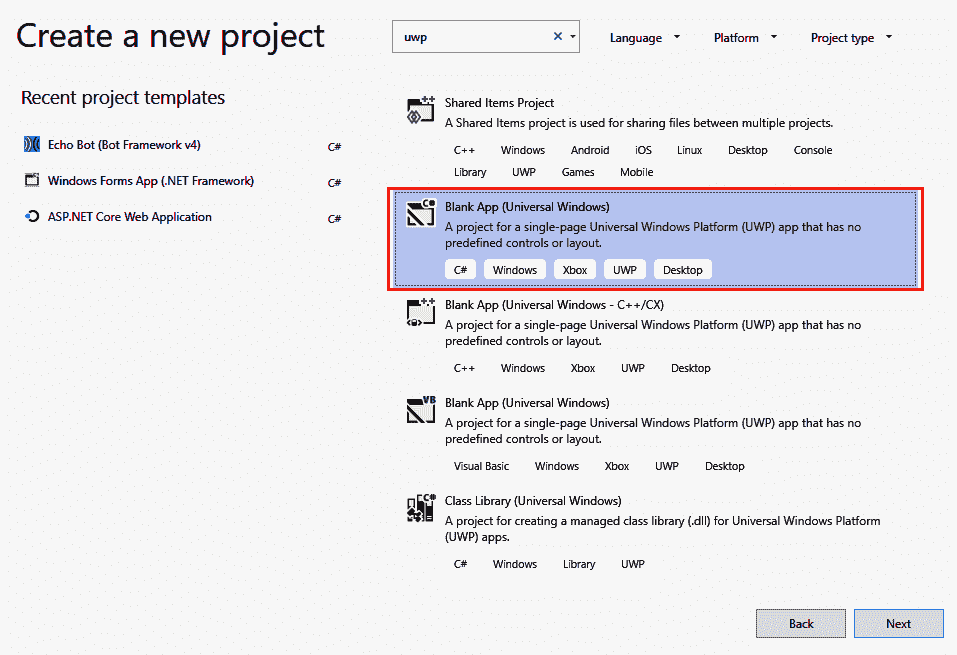 Create a new project
uwp
Language
Platform
Project type
Recent project templates
Echo Bot (Bot Framework v4)
C#
Windows Forms App (.NET Framework)
C#
ASP.NET Core Web Application
C#
Shared Items Project
A Shared Items project is used for sharing files between multiple projects.
C++ Windows Android iOS Linux Desktop Console
Library UWP Games Mobile
Blank App (Universal Windows)
A project for a single-page Universal Windows Platform (UWP) app that has no
predefined controls or layout.
C# Windows Xbox UWP Desktop
Blank App (Universal Windows - C++/CX)
A project for a single-page Universal Windows Platform (UWP) app that has no
predefined controls or layout.
C++ Windows Xbox UWP Desktop
VB
Blank App (Universal Windows)
A project for a single-page Universal Windows Platform (UWP) app that has no
predefined controls or layout.
Visual Basic Windows Xbox UWP Desktop
C#
Class Library (Universal Windows)
A project for creating a managed class library (.dll) for Universal Windows Platform
(UWP) apps.
C# Windows Library UWP
Back
Next